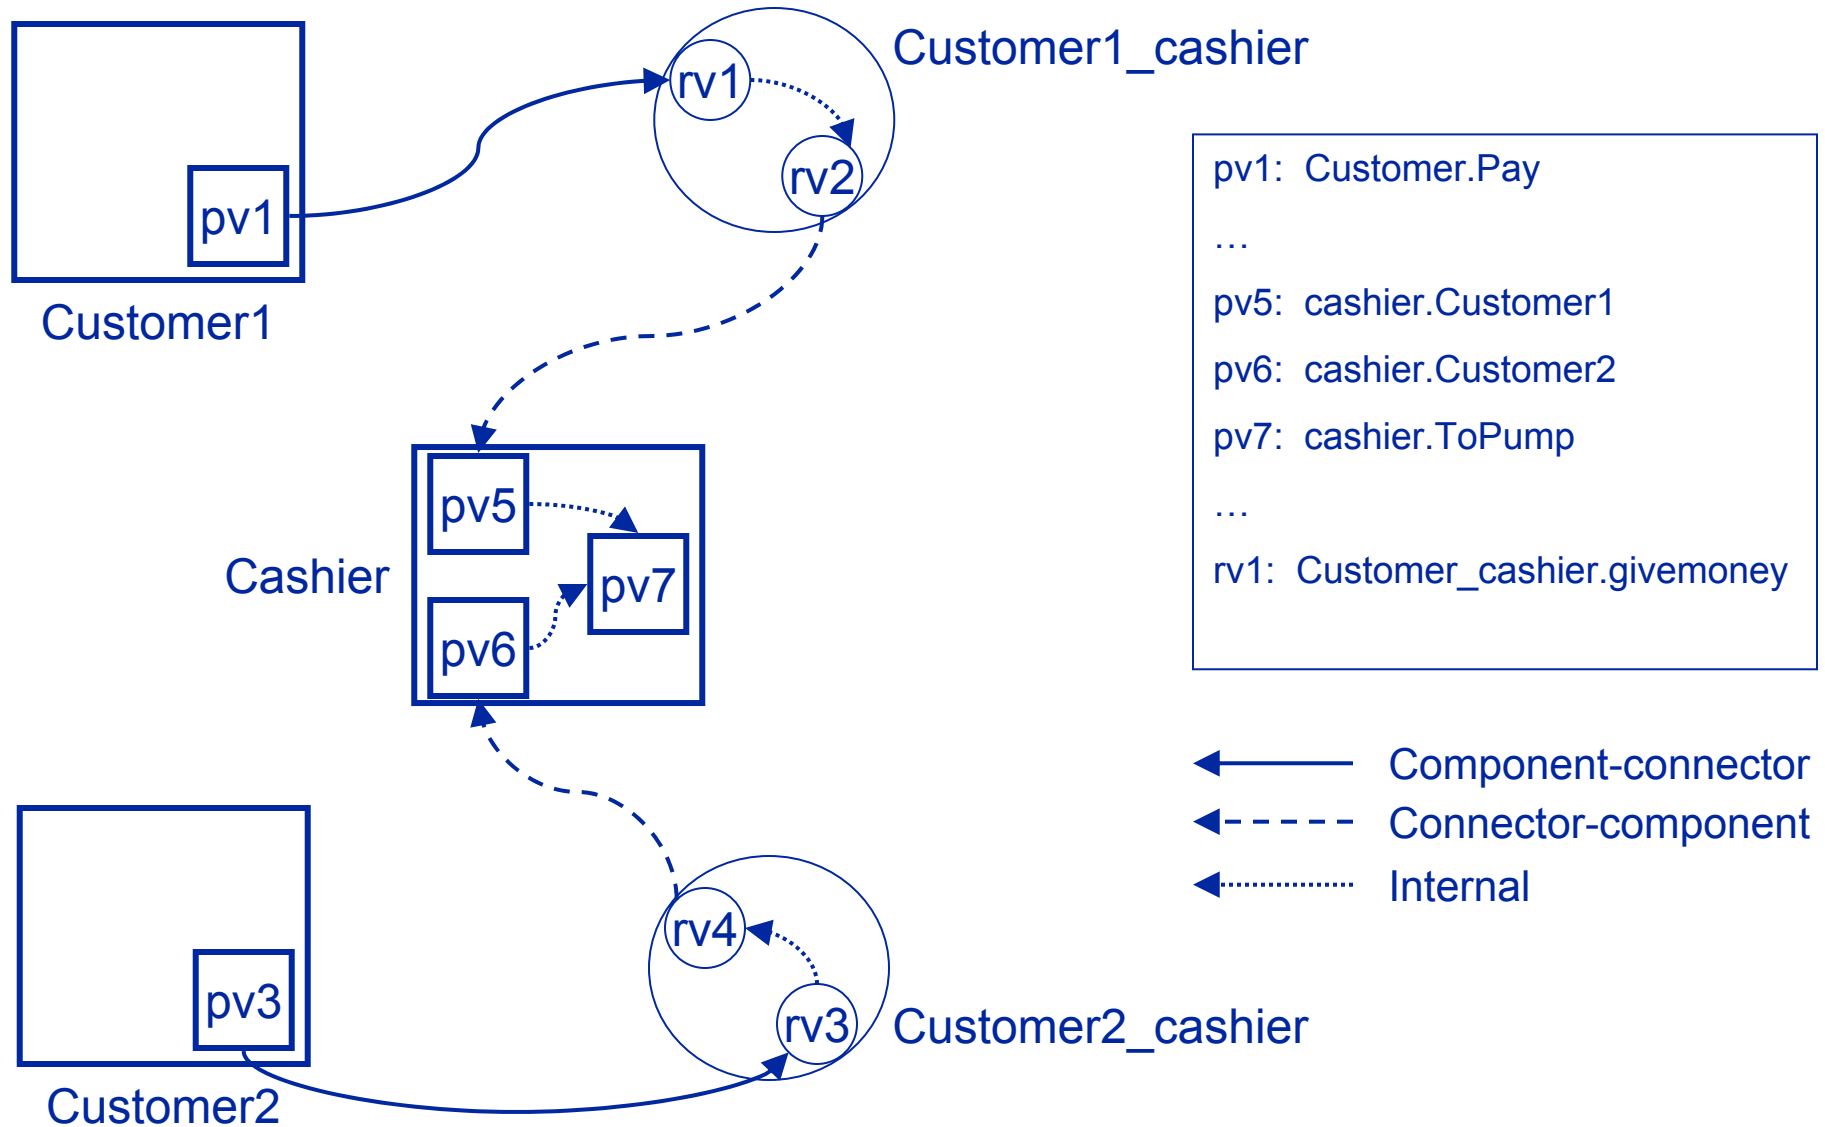 Customer1_cashier
rv1
rv2
pv1
Customer1
pv1: Customer.Pay
…
pv5: cashier.Customer1
pv6: cashier.Customer2
pv7: cashier.ToPump
…
rv1: Customer_cashier.givemoney
pv5
Cashier
pv7
pv6
Component-connector
Connector-component
Internal
rv4
pv3
rv3
Customer2_cashier
Customer2